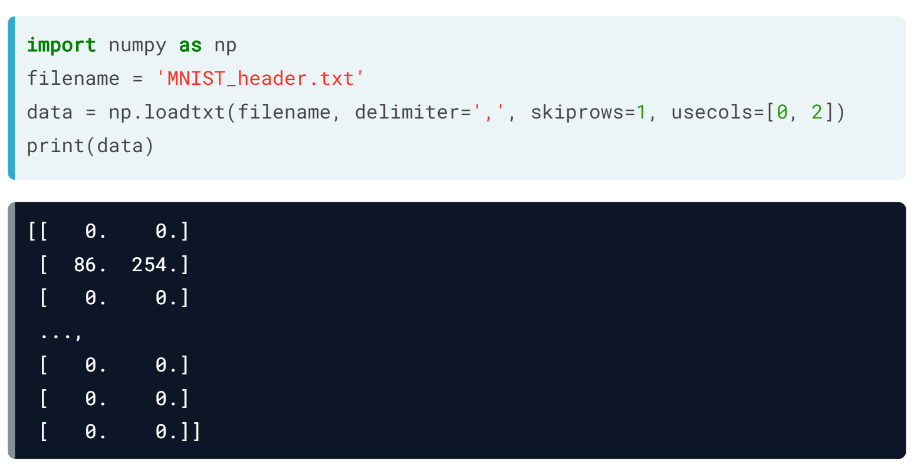 import numpy as np
filename = 'MNIST_header.txt'
data = np.loadtxt(filename, delimiter=',', skiprows=1, usecols=[0, 2])
print(data)
[[   0.    0.]
 [  86.  254.]
 [   0.    0.]
 ...,
 [   0.    0.]
 [   0.    0.]
 [   0.    0.]]